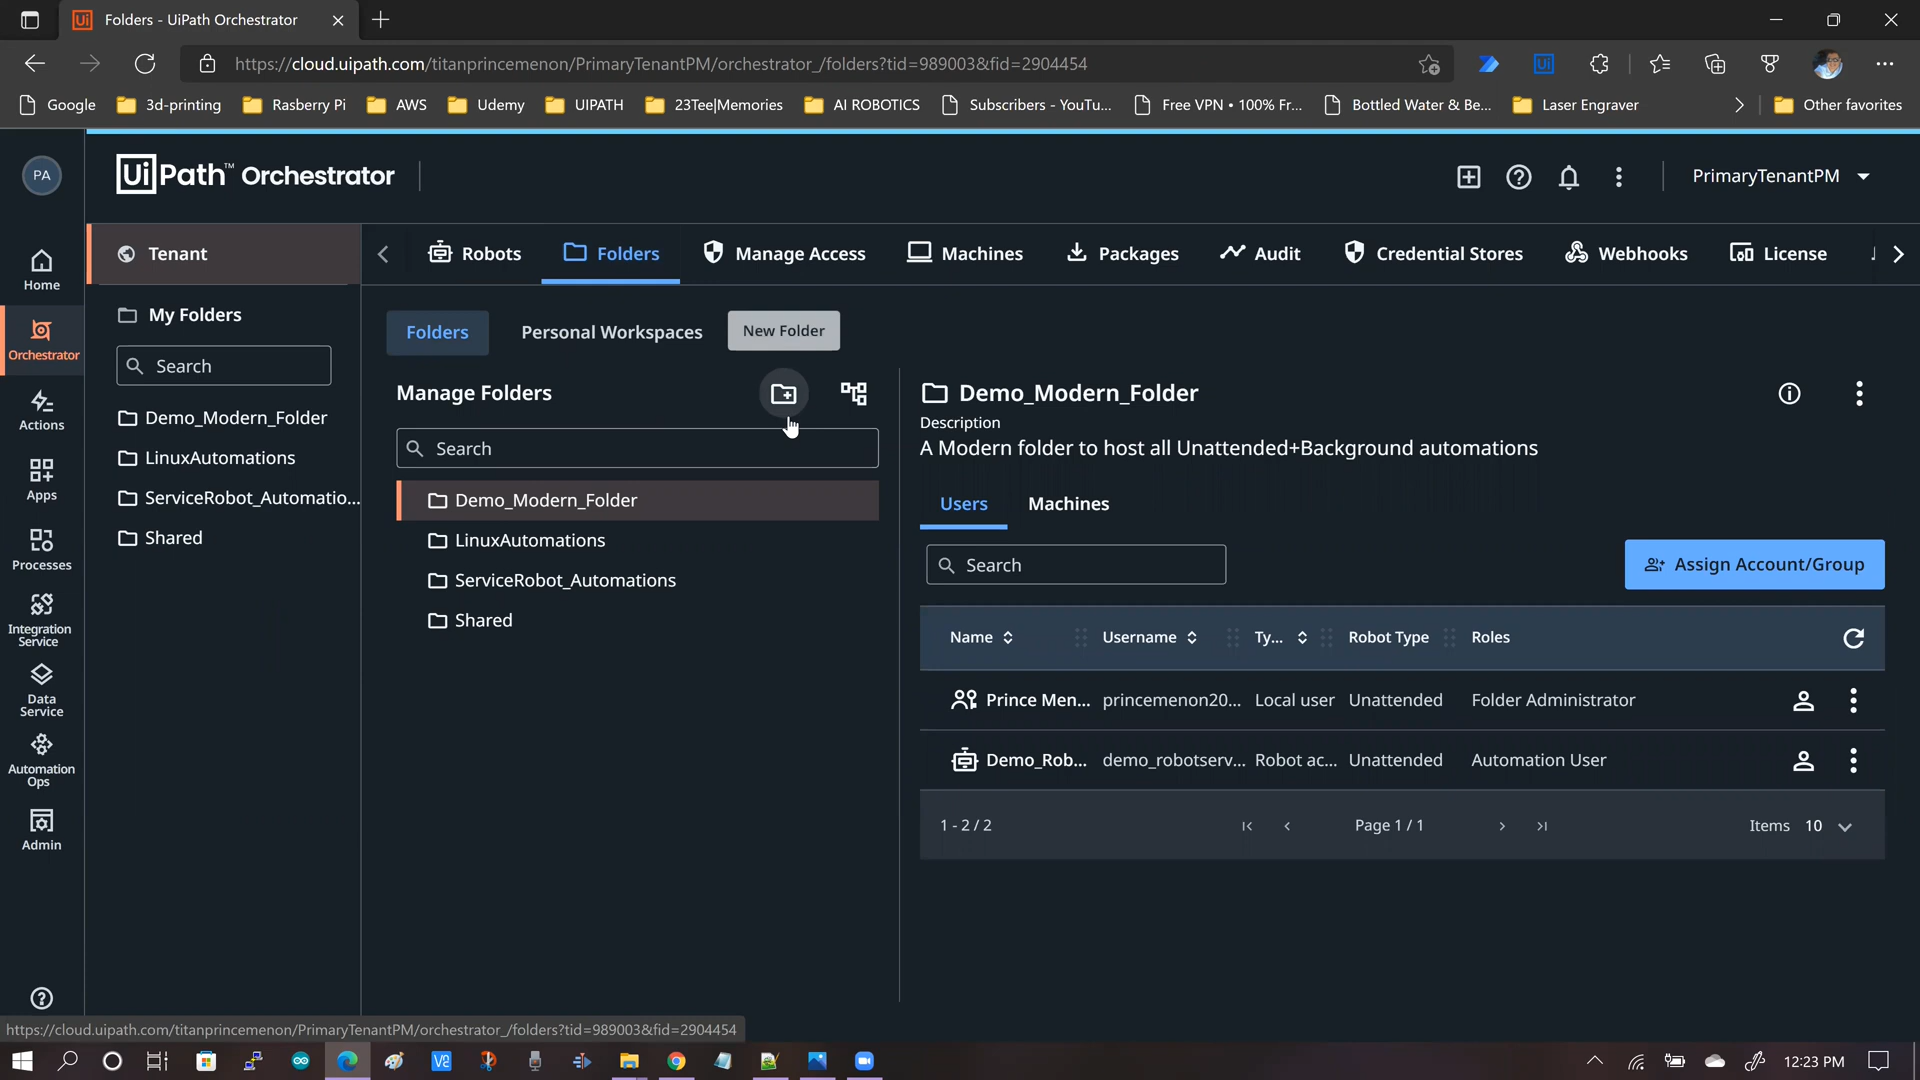 Folders - UiPath Orchestrator
https://cloud.uipath.com/titanprincemenon/PrimaryTenantPM/orchestrator_/folders?tid=989003&fid=2904454
Google 3d-printing Rasberry Pi AWS Udemy UIPATH 23Tee|Memories AI ROBOTICS Subscribers - YouTu... Free VPN • 100% Fr... Bottled Water & Be... Laser Engraver Other favorites
PA
UiPath™ Orchestrator
PrimaryTenantPM
Home
Orchestrator
Actions
Apps
Processes
Integration
Service
Data
Service
Automation
Ops
Admin
Tenant
My Folders
Search
Demo_Modern_Folder
LinuxAutomations
ServiceRobot_Automatio...
Shared
Robots Folders Manage Access Machines Packages Audit Credential Stores Webhooks License
Folders Personal Workspaces New Folder
Manage Folders
Search
Demo_Modern_Folder
LinuxAutomations
ServiceRobot_Automations
Shared
Demo_Modern_Folder
Description
A Modern folder to host all Unattended+Background automations
Users Machines
Search
Assign Account/Group
Name Username Ty... Robot Type Roles
Prince Men... princemenon20... Local user Unattended Folder Administrator
Demo_Rob... demo_robotserv... Robot ac... Unattended Automation User
1 - 2 / 2 Page 1 / 1 Items 10
https://cloud.uipath.com/titanprincemenon/PrimaryTenantPM/orchestrator_/folders?tid=989003&fid=2904454
12:23 PM